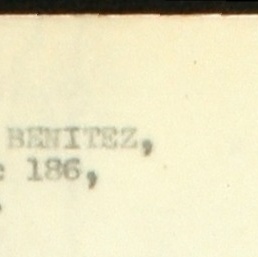 BENITEZ,
c 186,
.